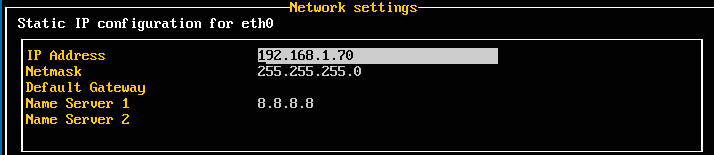 Network settings
Static IP configuration for eth0
IP Address 192.168.1.70
Netmask 255.255.255.0
Default Gateway
Name Server 1 8.8.8.8
Name Server 2